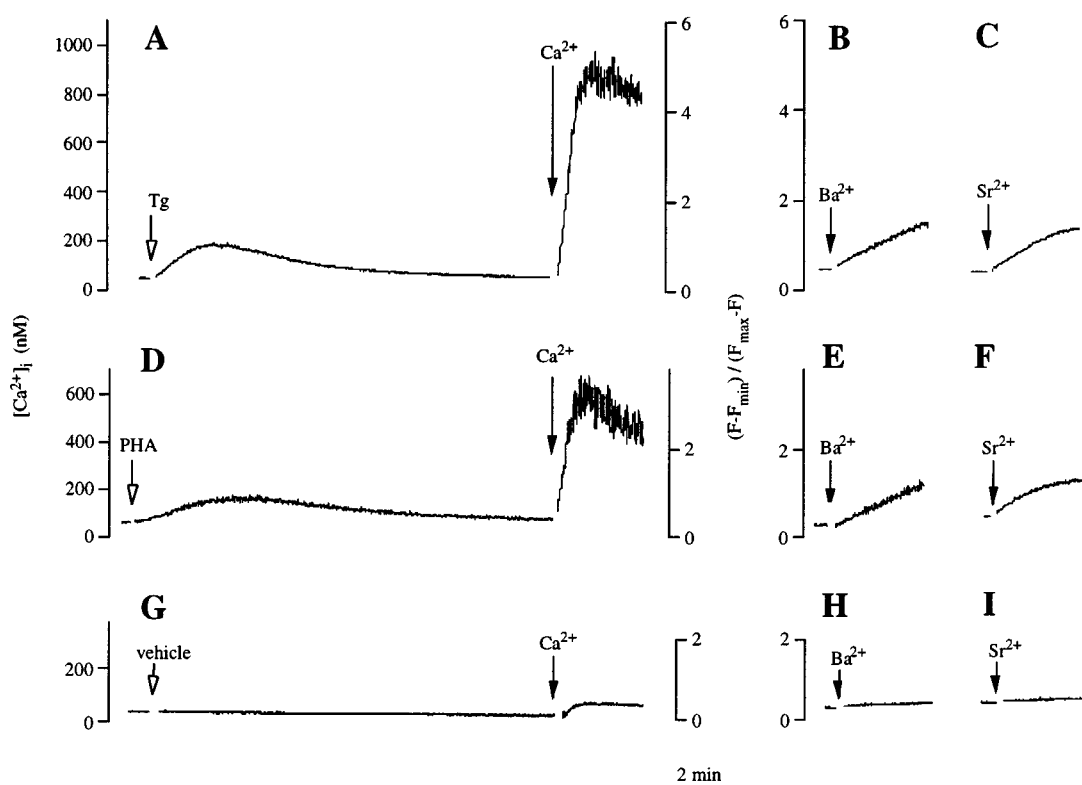 A
B
C
[Ca²⁺]ᵢ (nM)
1000
800
600
400
200
0
Tg
Ca²⁺
6
4
2
0
(F-Fmin) / (Fmax-F)
6
4
2
0
Ba²⁺
Sr²⁺
D
E
F
600
400
200
0
PHA
Ca²⁺
2
0
2
0
Ba²⁺
Sr²⁺
G
H
I
200
0
vehicle
Ca²⁺
2
0
2
0
Ba²⁺
Sr²⁺
2 min